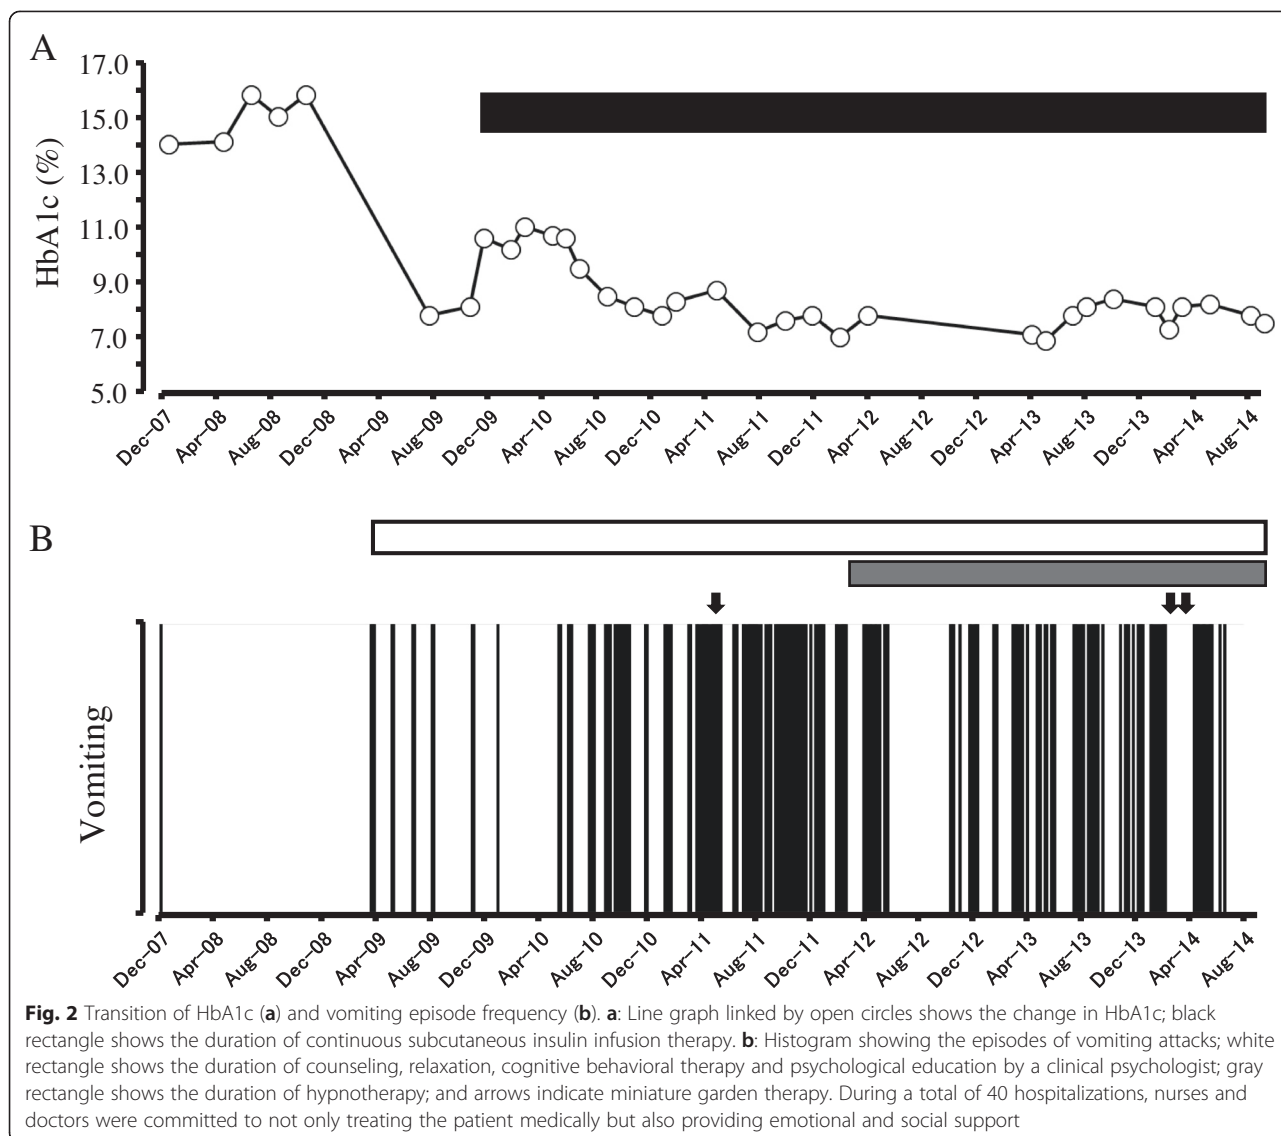 A
17.0
15.0
13.0
11.0
9.0
7.0
5.0
HbA1c (%)
Dec-07 Apr-08 Aug-08 Dec-08 Apr-09 Aug-09 Dec-09 Apr-10 Aug-10 Dec-10 Apr-11 Aug-11 Dec-11 Apr-12 Aug-12 Dec-12 Apr-13 Aug-13 Dec-13 Apr-14 Aug-14
B
Vomiting
Dec-07 Apr-08 Aug-08 Dec-08 Apr-09 Aug-09 Dec-09 Apr-10 Aug-10 Dec-10 Apr-11 Aug-11 Dec-11 Apr-12 Aug-12 Dec-12 Apr-13 Aug-13 Dec-13 Apr-14 Aug-14
Fig. 2 Transition of HbA1c (a) and vomiting episode frequency (b). a: Line graph linked by open circles shows the change in HbA1c; black
rectangle shows the duration of continuous subcutaneous insulin infusion therapy. b: Histogram showing the episodes of vomiting attacks; white
rectangle shows the duration of counseling, relaxation, cognitive behavioral therapy and psychological education by a clinical psychologist; gray
rectangle shows the duration of hypnotherapy; and arrows indicate miniature garden therapy. During a total of 40 hospitalizations, nurses and
doctors were committed to not only treating the patient medically but also providing emotional and social support